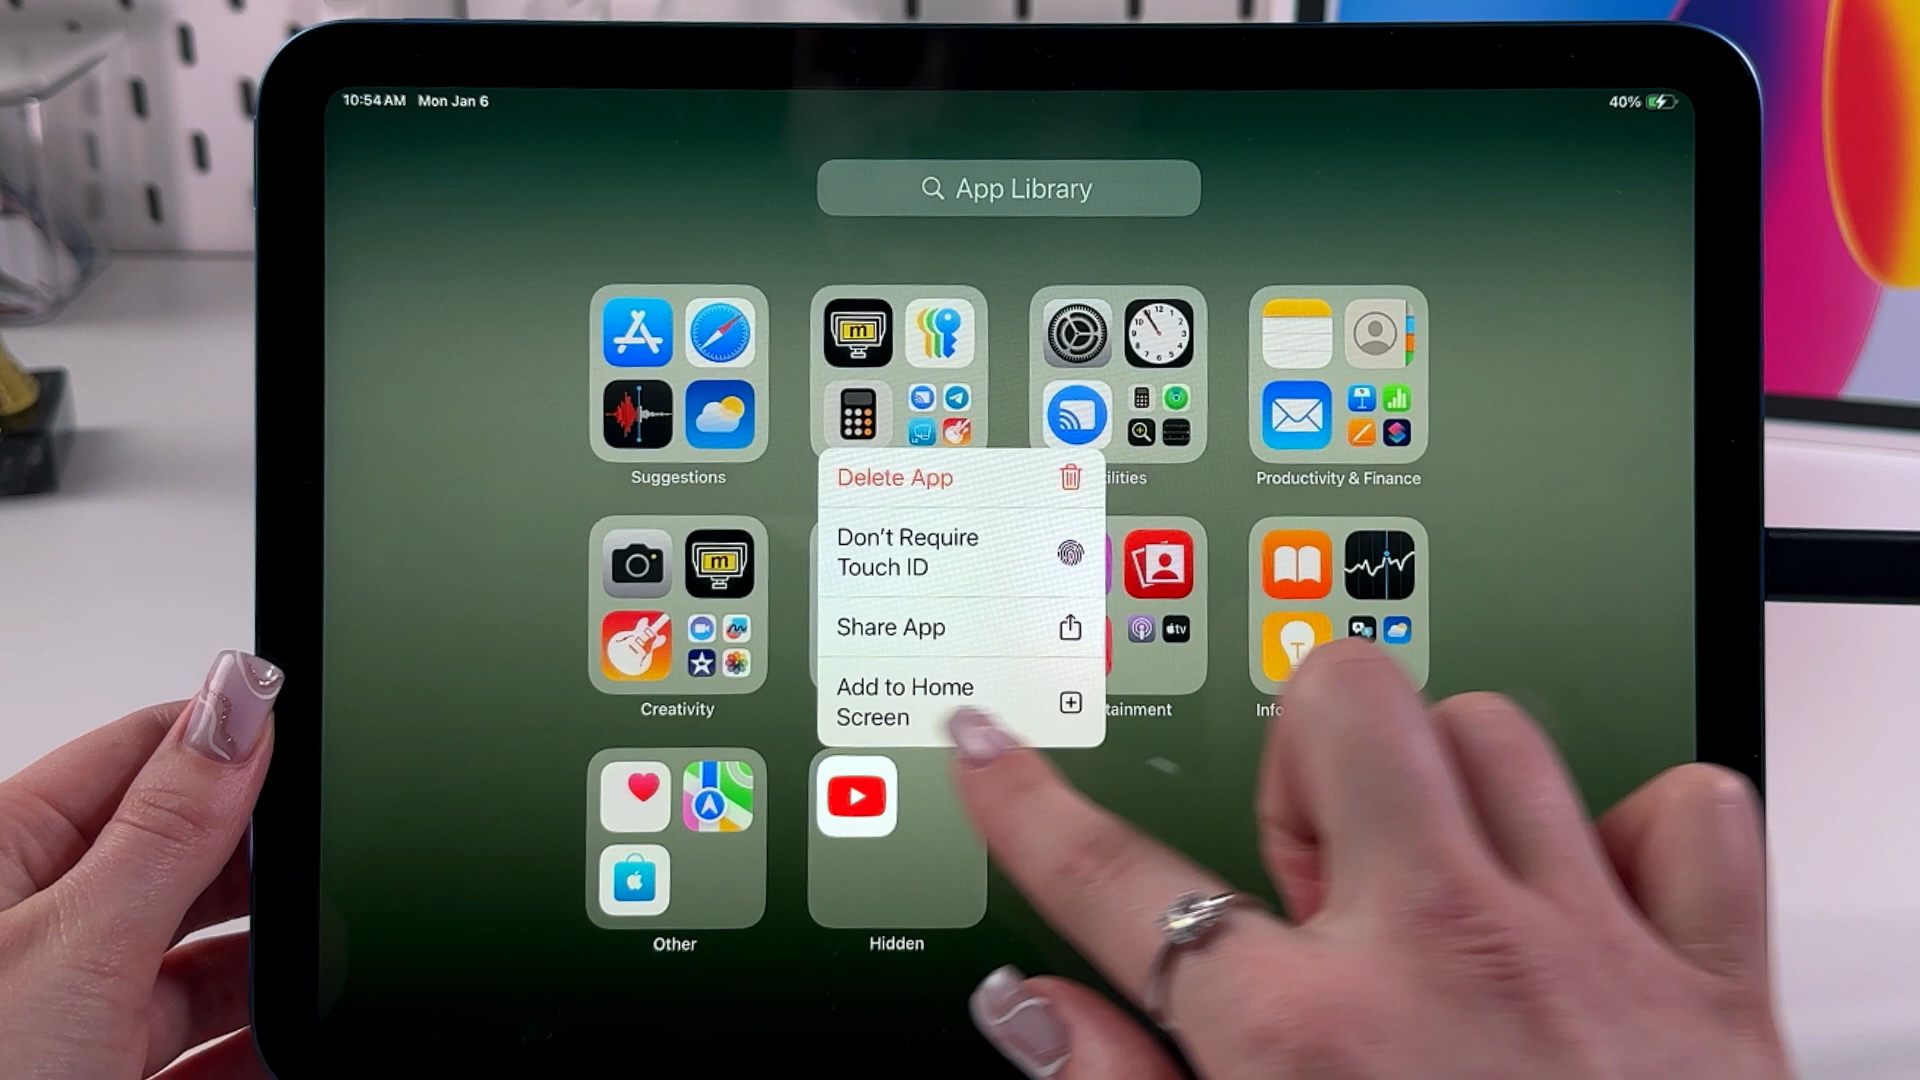 10:54 AM Mon Jan 6
40%
App Library
Suggestions
ilities
Productivity & Finance
Delete App
Don't Require
Touch ID
Share App
Add to Home
Screen
Creativity
tainment
Info
Other
Hidden